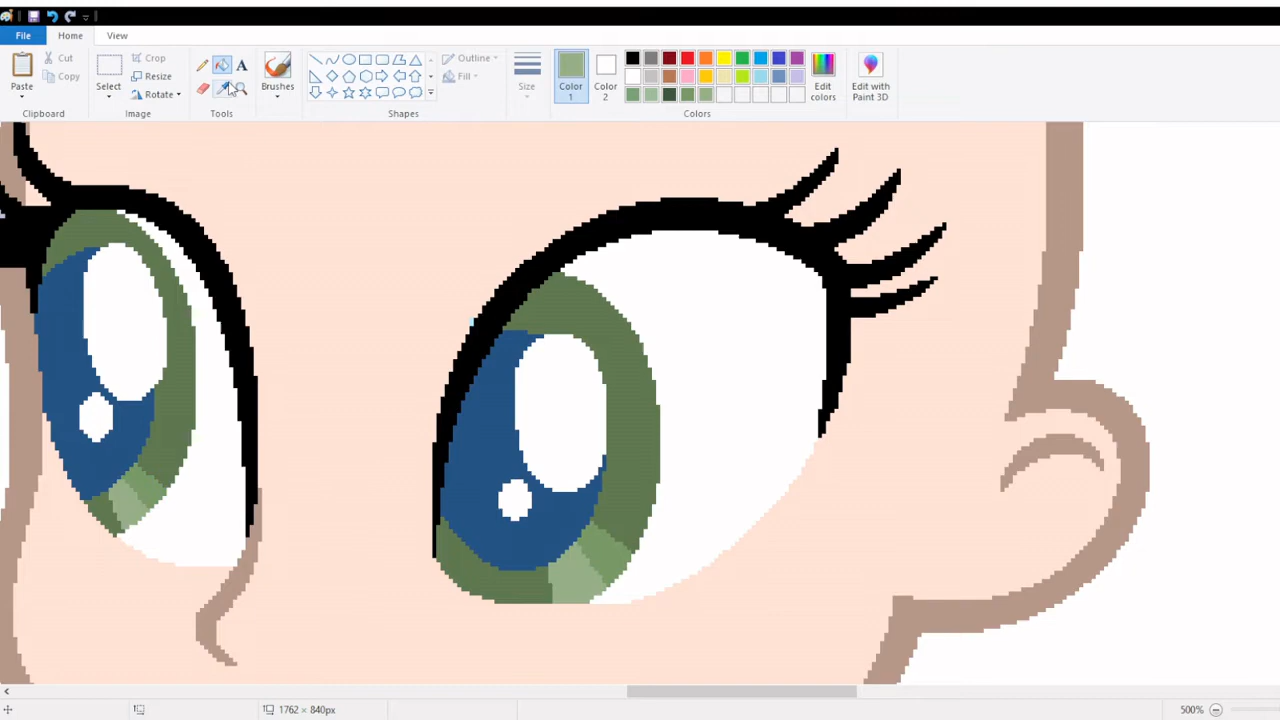 File Home View
Paste
Cut
Copy
Clipboard
Select
Crop
Resize
Rotate
Image
A
Tools
Brushes
Outline
Fill
Shapes
Size
Color 1
Color 2
Edit colors
Colors
Edit with Paint 3D
1762 × 840px
500%